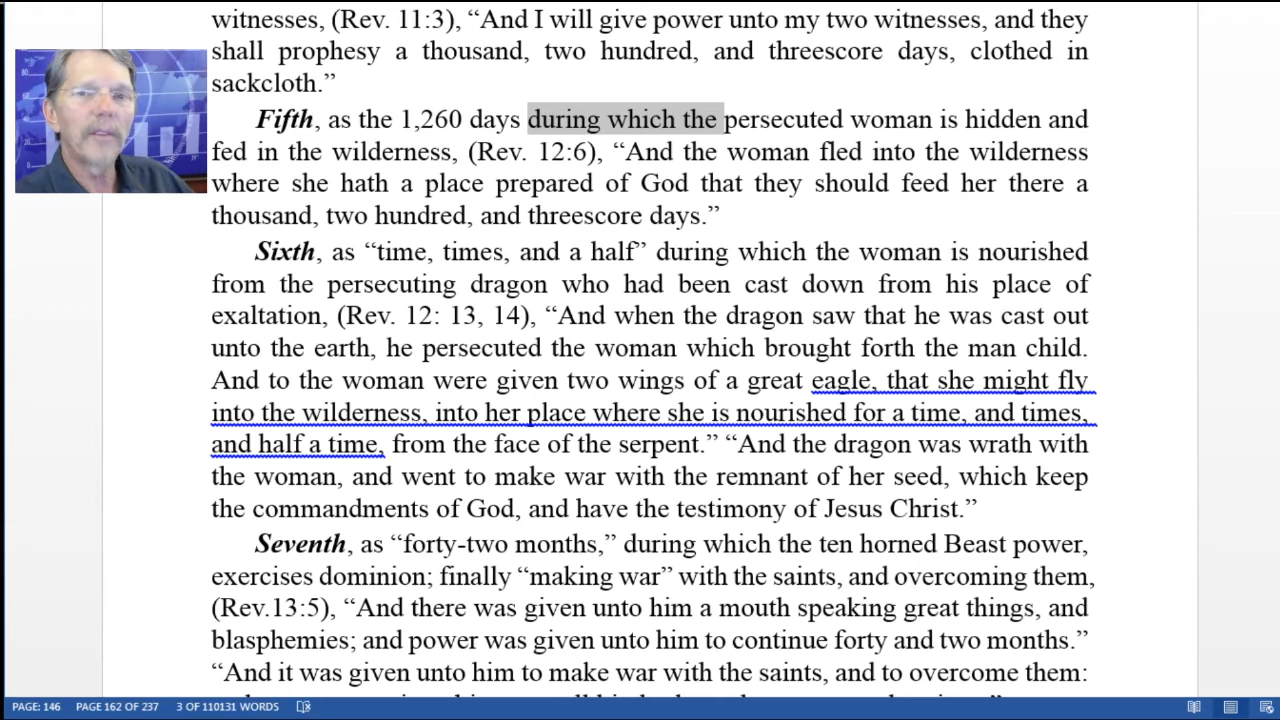 witnesses, (Rev. 11:3), “And I will give power unto my two witnesses, and they
shall prophesy a thousand, two hundred, and threescore days, clothed in
sackcloth.”
Fifth, as the 1,260 days during which the persecuted woman is hidden and
fed in the wilderness, (Rev. 12:6), “And the woman fled into the wilderness
where she hath a place prepared of God that they should feed her there a
thousand, two hundred, and threescore days.”
Sixth, as “time, times, and a half” during which the woman is nourished
from the persecuting dragon who had been cast down from his place of
exaltation, (Rev. 12: 13, 14), “And when the dragon saw that he was cast out
unto the earth, he persecuted the woman which brought forth the man child.
And to the woman were given two wings of a great eagle, that she might fly
into the wilderness, into her place where she is nourished for a time, and times,
and half a time, from the face of the serpent.” “And the dragon was wrath with
the woman, and went to make war with the remnant of her seed, which keep
the commandments of God, and have the testimony of Jesus Christ.”
Seventh, as “forty-two months,” during which the ten horned Beast power,
exercises dominion; finally “making war” with the saints, and overcoming them,
(Rev.13:5), “And there was given unto him a mouth speaking great things, and
blasphemies; and power was given unto him to continue forty and two months.”
“And it was given unto him to make war with the saints, and to overcome them:
PAGE: 146 PAGE 162 OF 237 3 OF 110131 WORDS